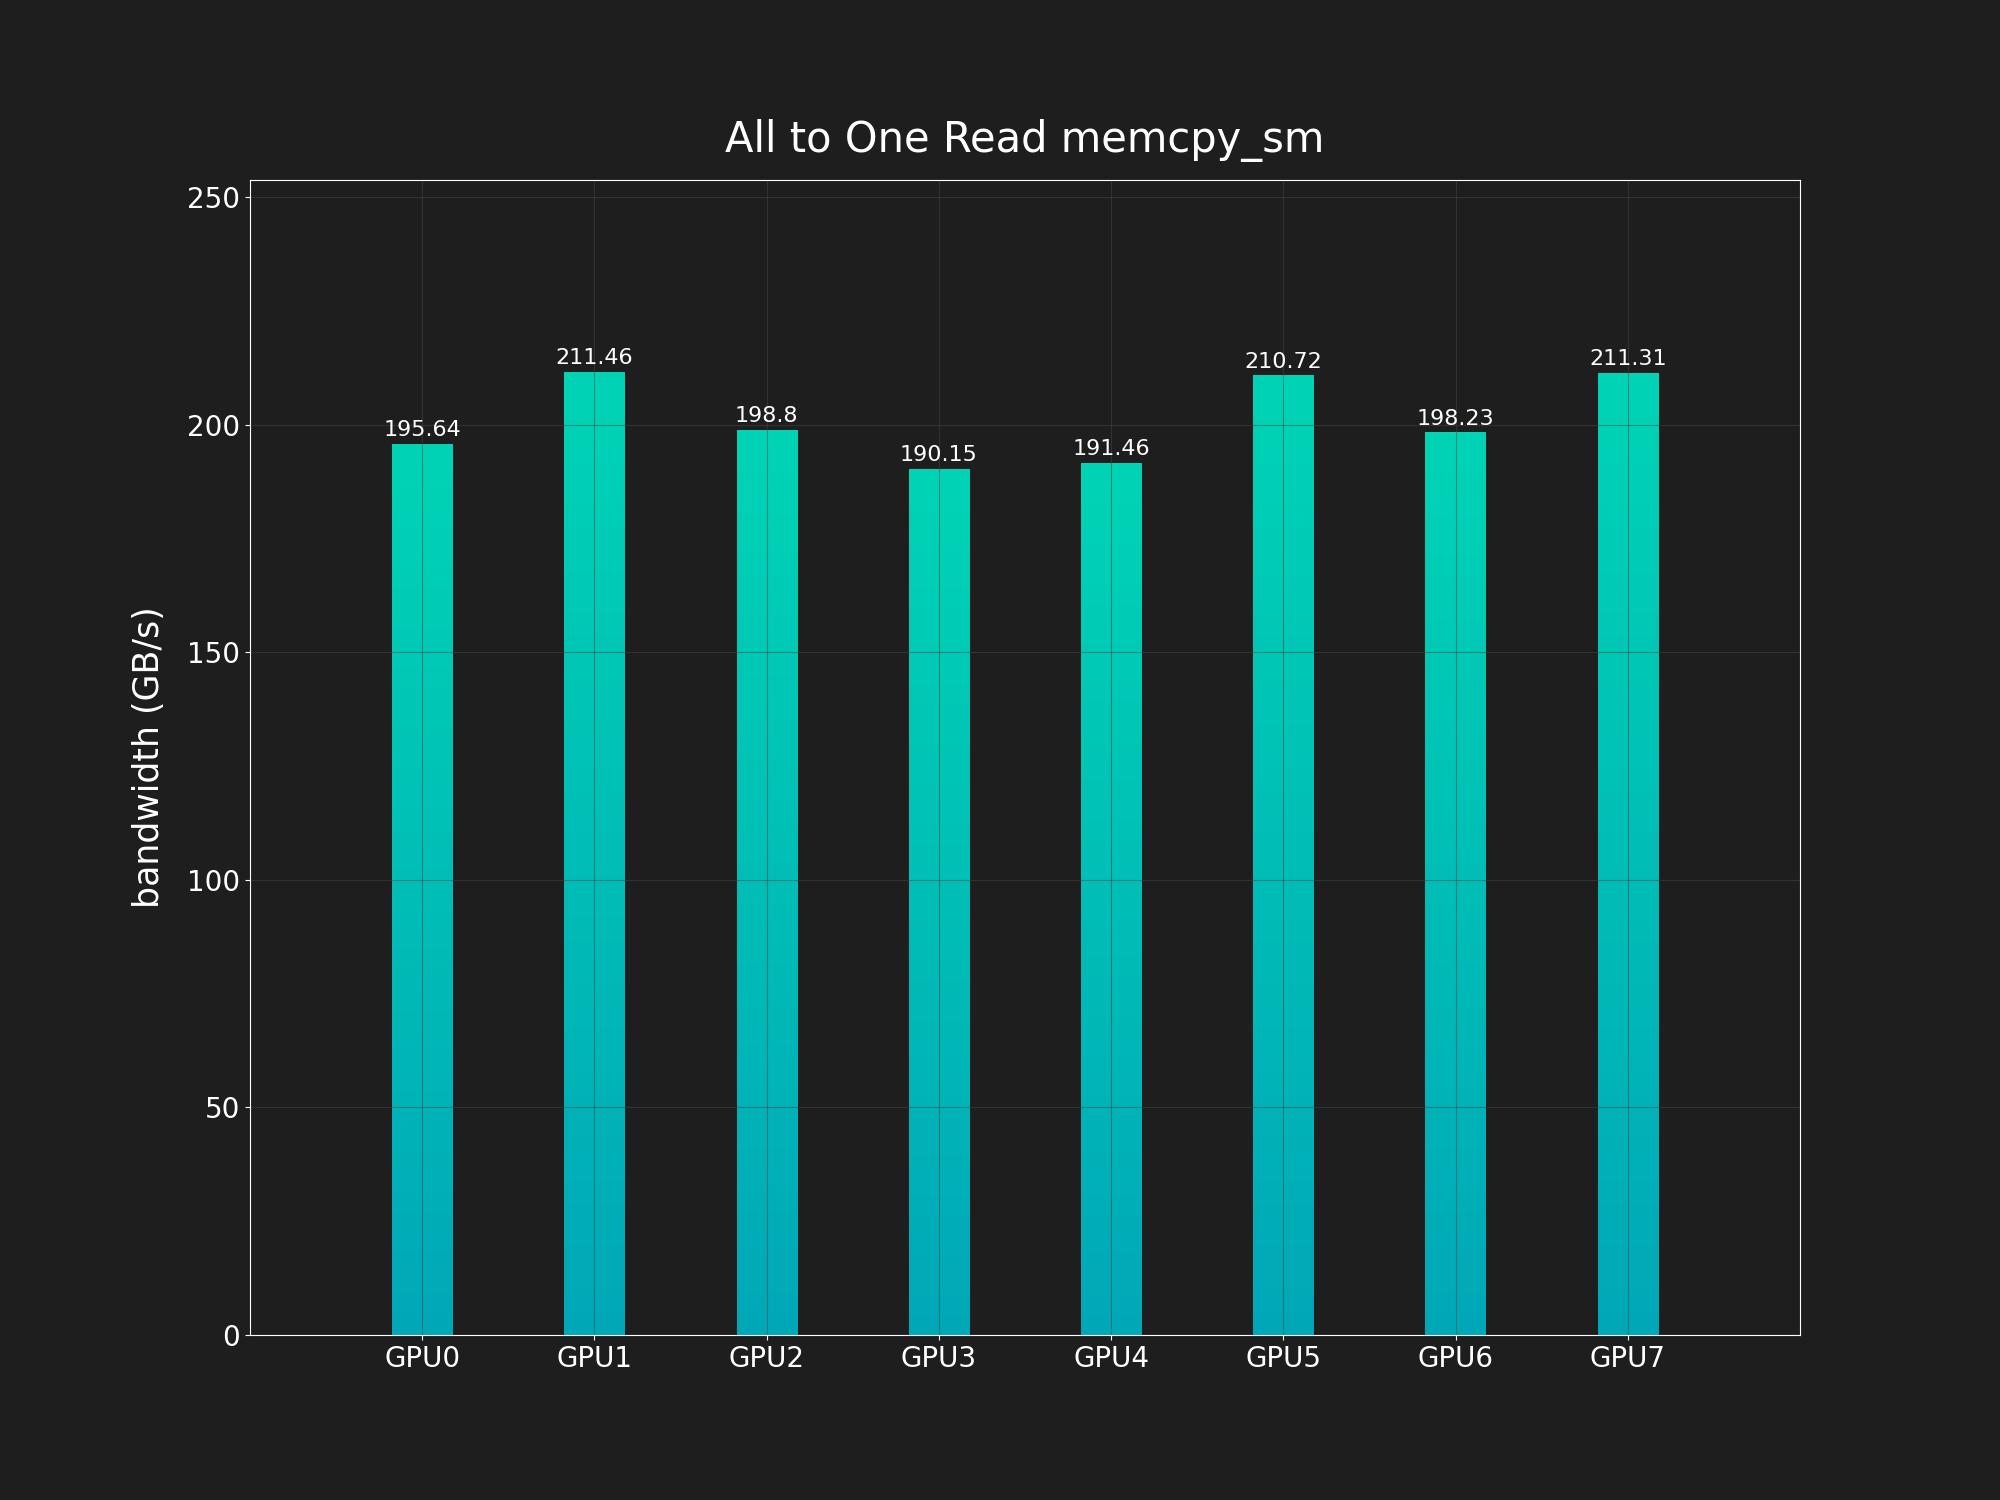 All to One Read memcpy_sm
bandwidth (GB/s)
250
200
150
100
50
0
195.64
211.46
198.8
190.15
191.46
210.72
198.23
211.31
GPU0
GPU1
GPU2
GPU3
GPU4
GPU5
GPU6
GPU7